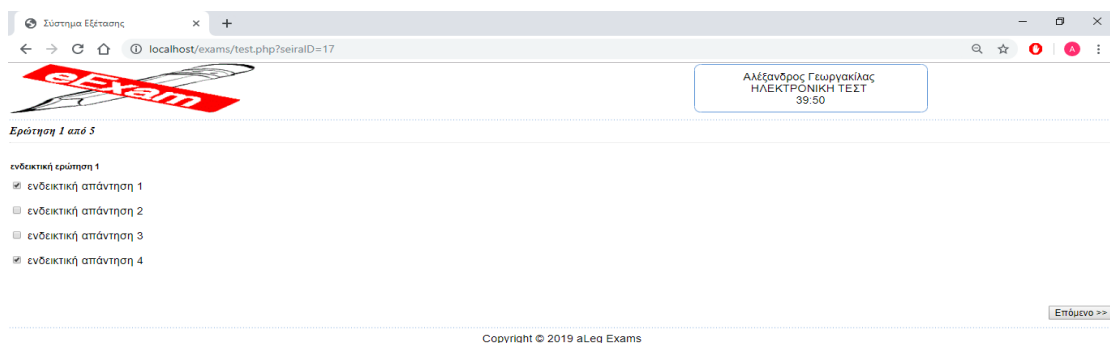 Σύστημα Εξέτασης
localhost/exams/test.php?seiraID=17
A
eExam
Αλέξανδρος Γεωργακίλας
ΗΛΕΚΤΡΟΝΙΚΗ ΤΕΣΤ
39:50
Ερώτηση 1 από 5
ενδεικτική ερώτηση 1
ενδεικτική απάντηση 1
ενδεικτική απάντηση 2
ενδεικτική απάντηση 3
ενδεικτική απάντηση 4
Επόμενο >>
Copyright © 2019 aLeg Exams